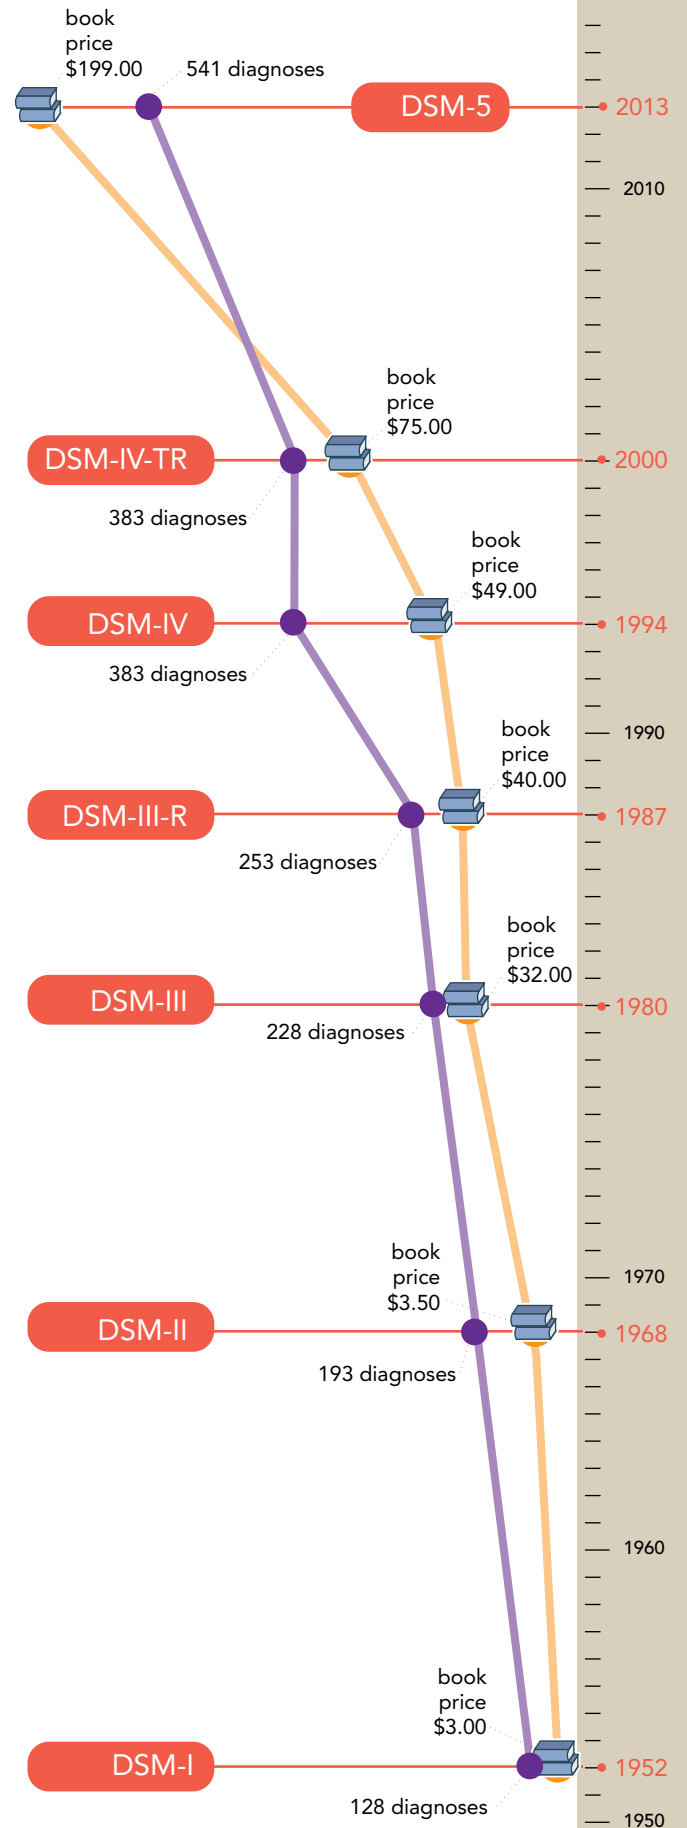 book
price
$199.00
541 diagnoses
DSM-5
2013
2010
book
price
$75.00
DSM-IV-TR
2000
383 diagnoses
book
price
$49.00
DSM-IV
1994
383 diagnoses
1990
book
price
$40.00
DSM-III-R
1987
253 diagnoses
book
price
$32.00
DSM-III
1980
228 diagnoses
book
price
$3.50
1970
DSM-II
1968
193 diagnoses
1960
book
price
$3.00
DSM-I
1952
128 diagnoses
1950